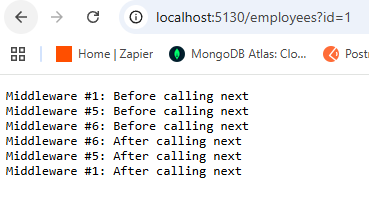 localhost:5130/employees?id=1
Home | Zapier
MongoDB Atlas: Clo...
Middleware #1: Before calling next
Middleware #5: Before calling next
Middleware #6: Before calling next
Middleware #6: After calling next
Middleware #5: After calling next
Middleware #1: After calling next